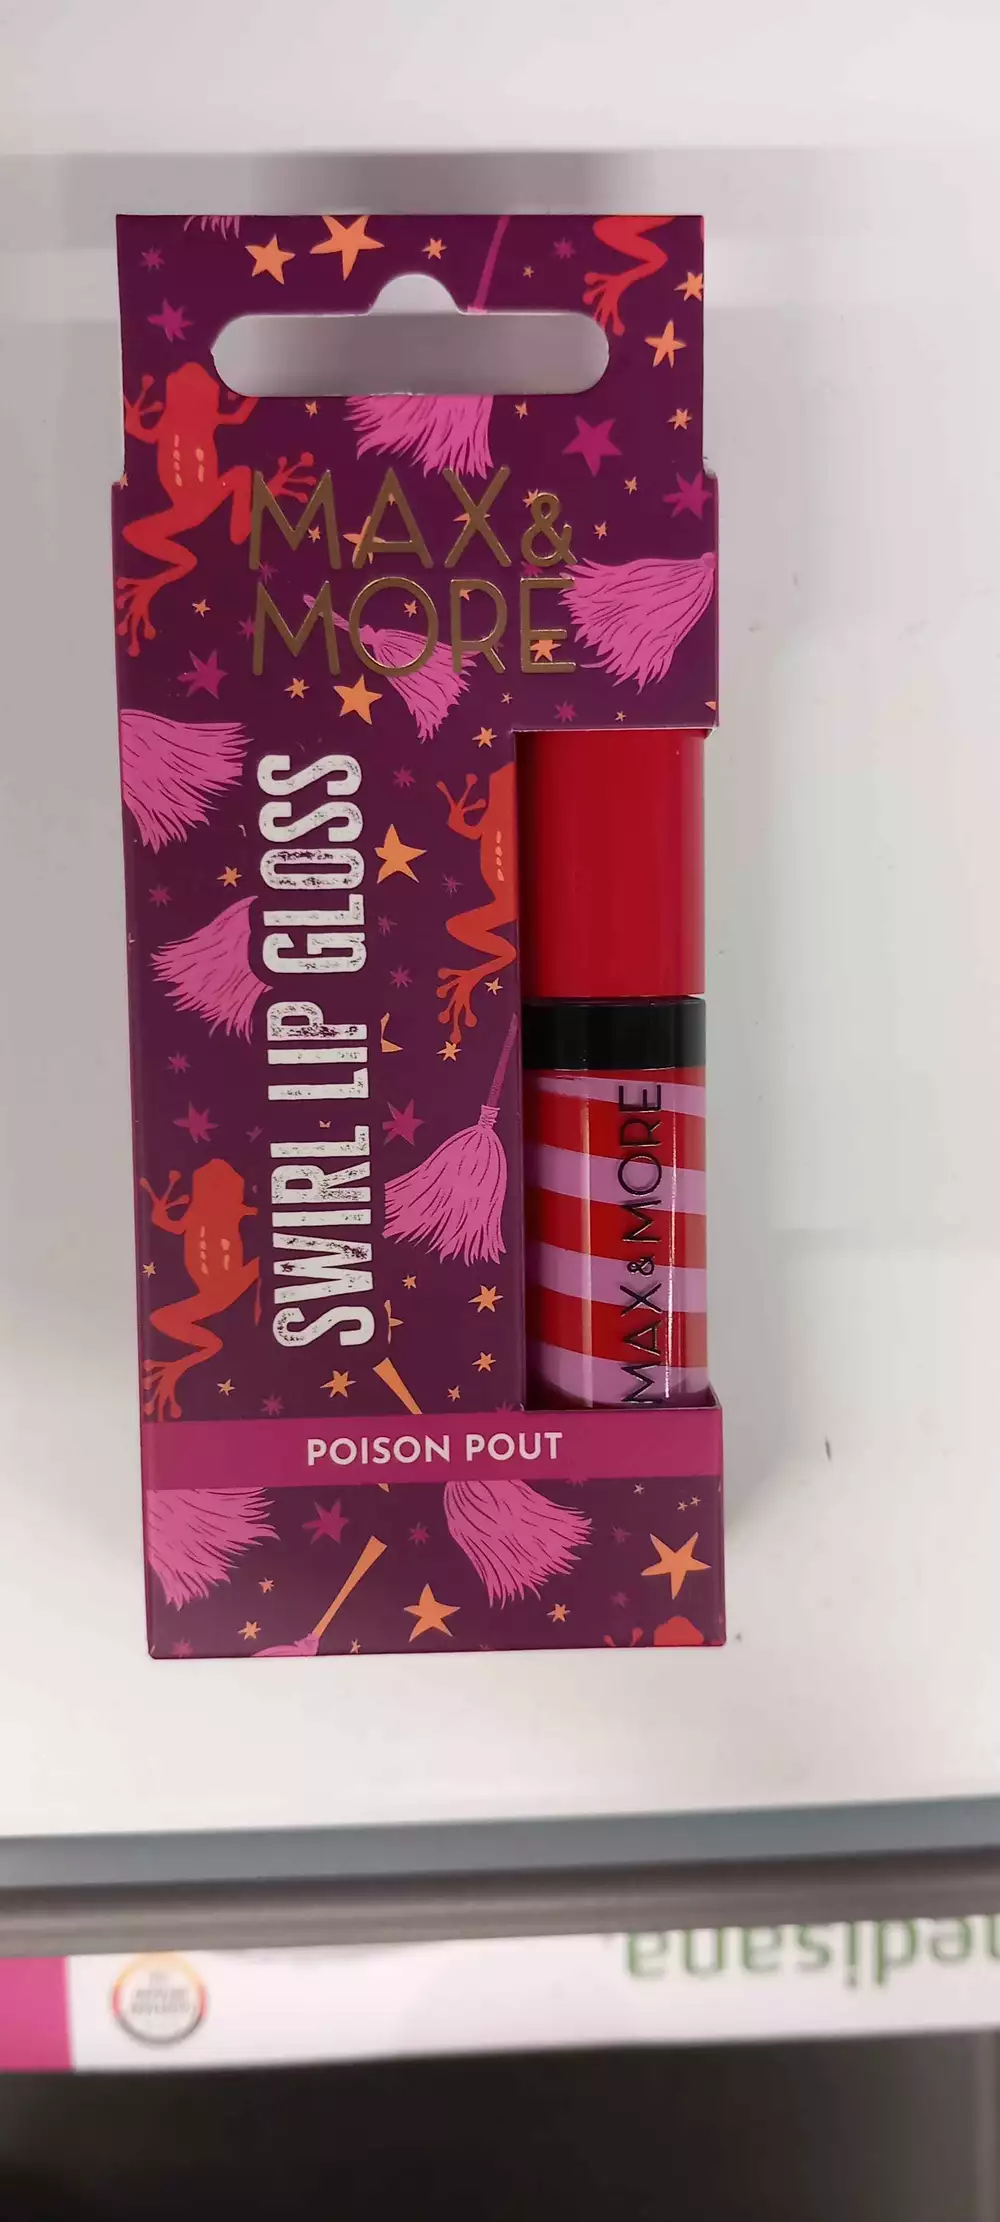 MAX &
MORE
SWIRL LIP GLOSS
MAX & MORE
POISON POUT
medisana